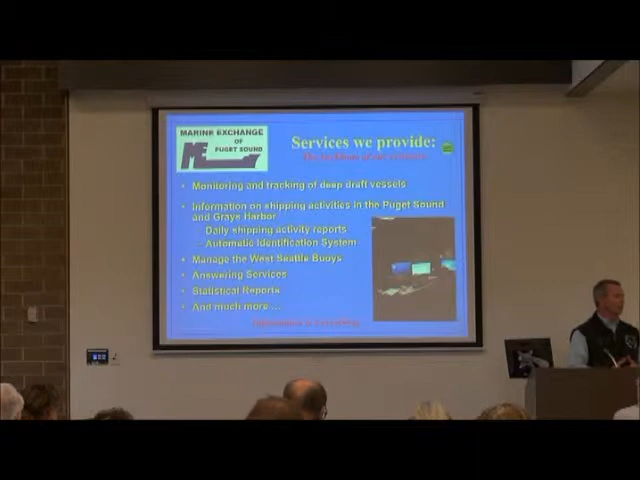 MARINE EXCHANGE
OF
PUGET SOUND
ME
Services we provide:
• Monitoring and tracking of deep draft vessels
• Information on shipping activities in the Puget Sound
and Grays Harbor
– Daily shipping activity reports
– Automatic Identification System
• Manage the West Seattle Buoys
• Answering Services
• Statistical Reports
• And much more…